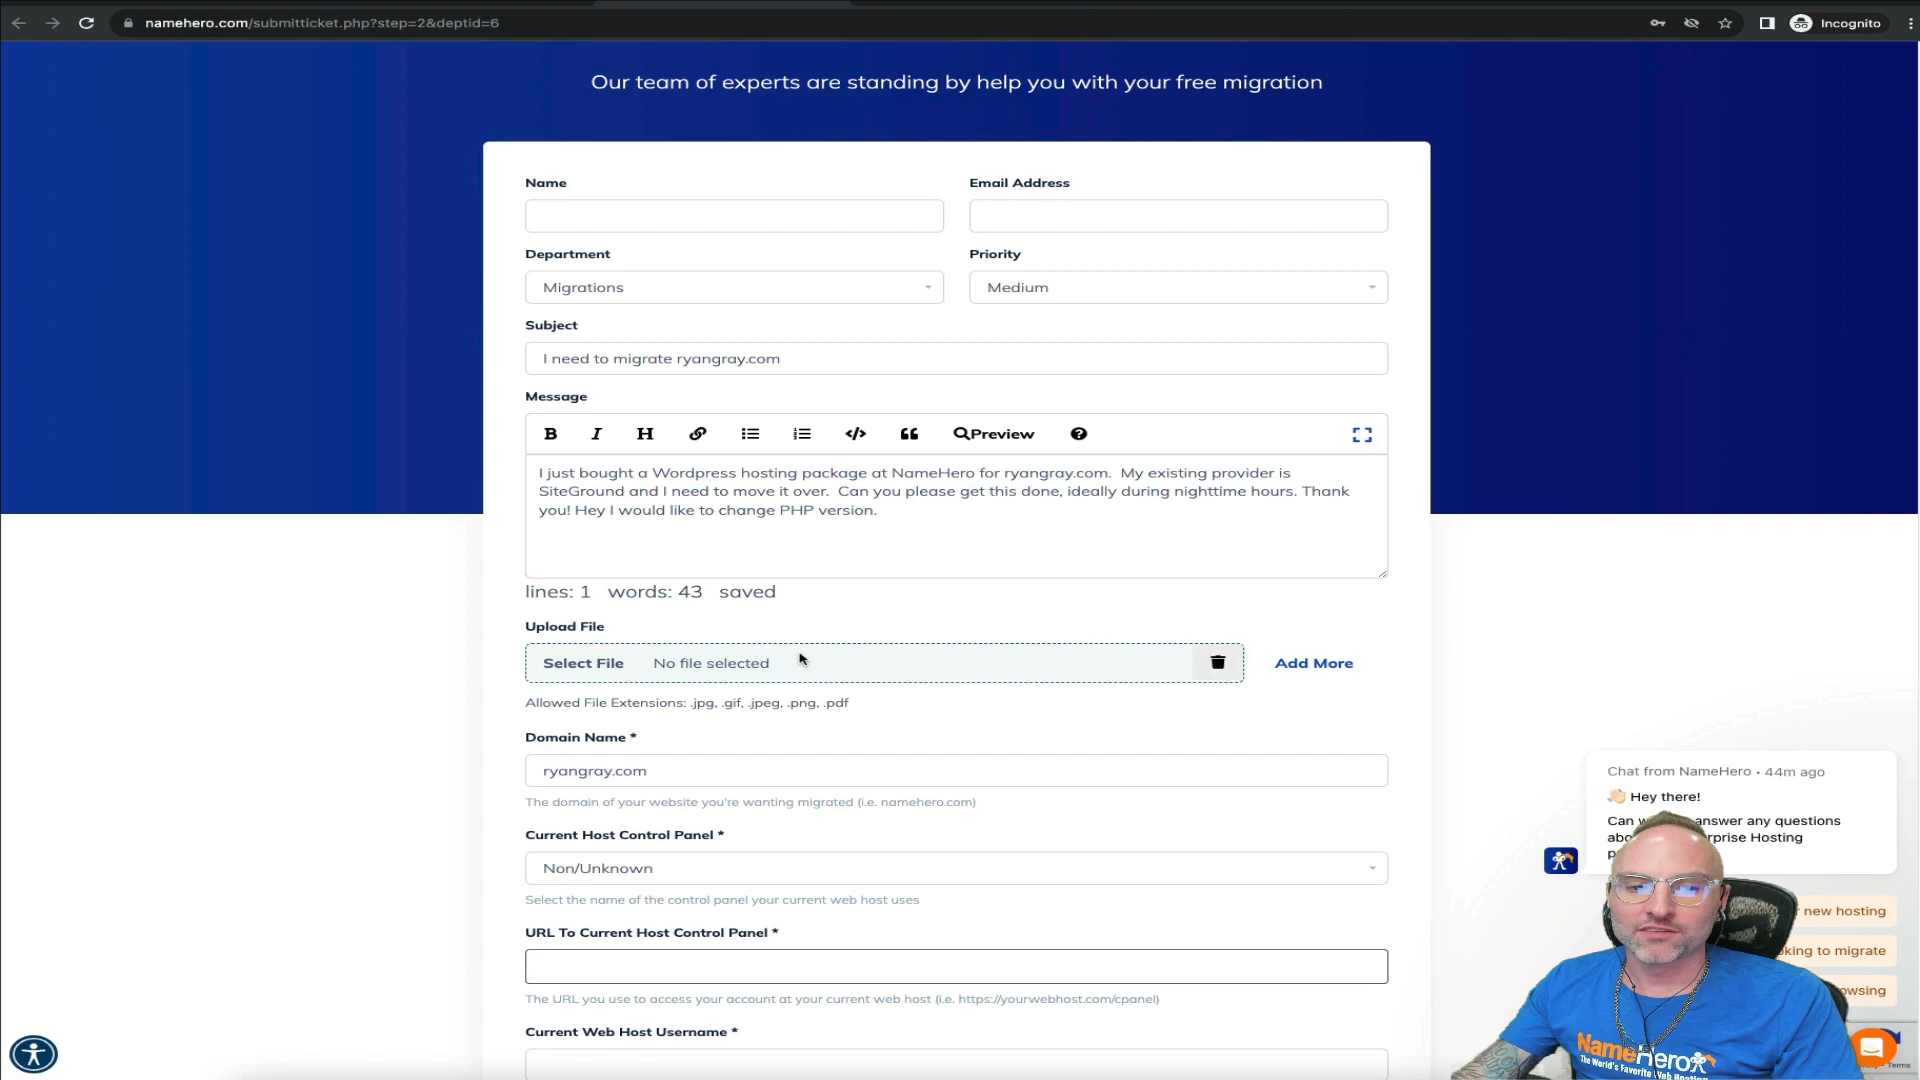 namehero.com/submitticket.php?step=2&deptid=6
Incognito
Our team of experts are standing by help you with your free migration
Name
Email Address
Department
Priority
Migrations
Medium
Subject
I need to migrate ryangray.com
Message
B I H Preview
I just bought a Wordpress hosting package at NameHero for ryangray.com. My existing provider is
SiteGround and I need to move it over. Can you please get this done, ideally during nighttime hours. Thank
you! Hey I would like to change PHP version.
lines: 1 words: 43 saved
Upload File
Select File No file selected
Add More
Allowed File Extensions: .jpg, .gif, .jpeg, .png, .pdf
Domain Name *
ryangray.com
The domain of your website you're wanting migrated (i.e. namehero.com)
Current Host Control Panel *
Non/Unknown
Select the name of the control panel your current web host uses
URL To Current Host Control Panel *
The URL you use to access your account at your current web host (i.e. https://yourwebhost.com/cpanel)
Current Web Host Username *
Chat from NameHero • 44m ago
👋🏻 Hey there!
Can answer any questions
Hosting
new hosting
to migrate
NameHero
The World's Favorite Web Hosting
Terms